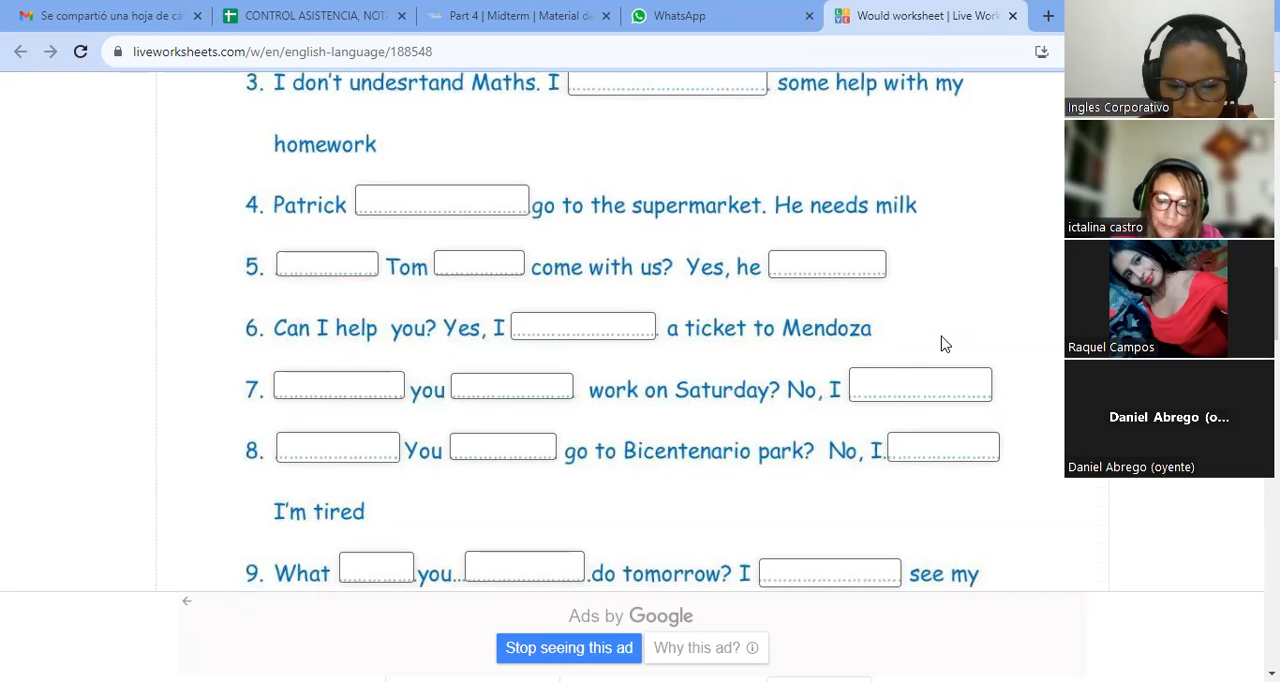 Se compartió una hoja de cá
CONTROL ASISTENCIA, NOTA
Part 4 | Midterm | Material de
WhatsApp
Would worksheet | Live Work
liveworksheets.com/w/en/english-language/188548
3. I don't undesrtand Maths. I some help with my
homework
4. Patrick go to the supermarket. He needs milk
5. Tom come with us? Yes, he
6. Can I help you? Yes, I a ticket to Mendoza
7. you work on Saturday? No, I
8. You go to Bicentenario park? No, I
I'm tired
9. What you do tomorrow? I see my
Ads by Google
Stop seeing this ad
Why this ad?
Ingles Corporativo
ictalina castro
Raquel Campos
Daniel Abrego (o...
Daniel Abrego (oyente)